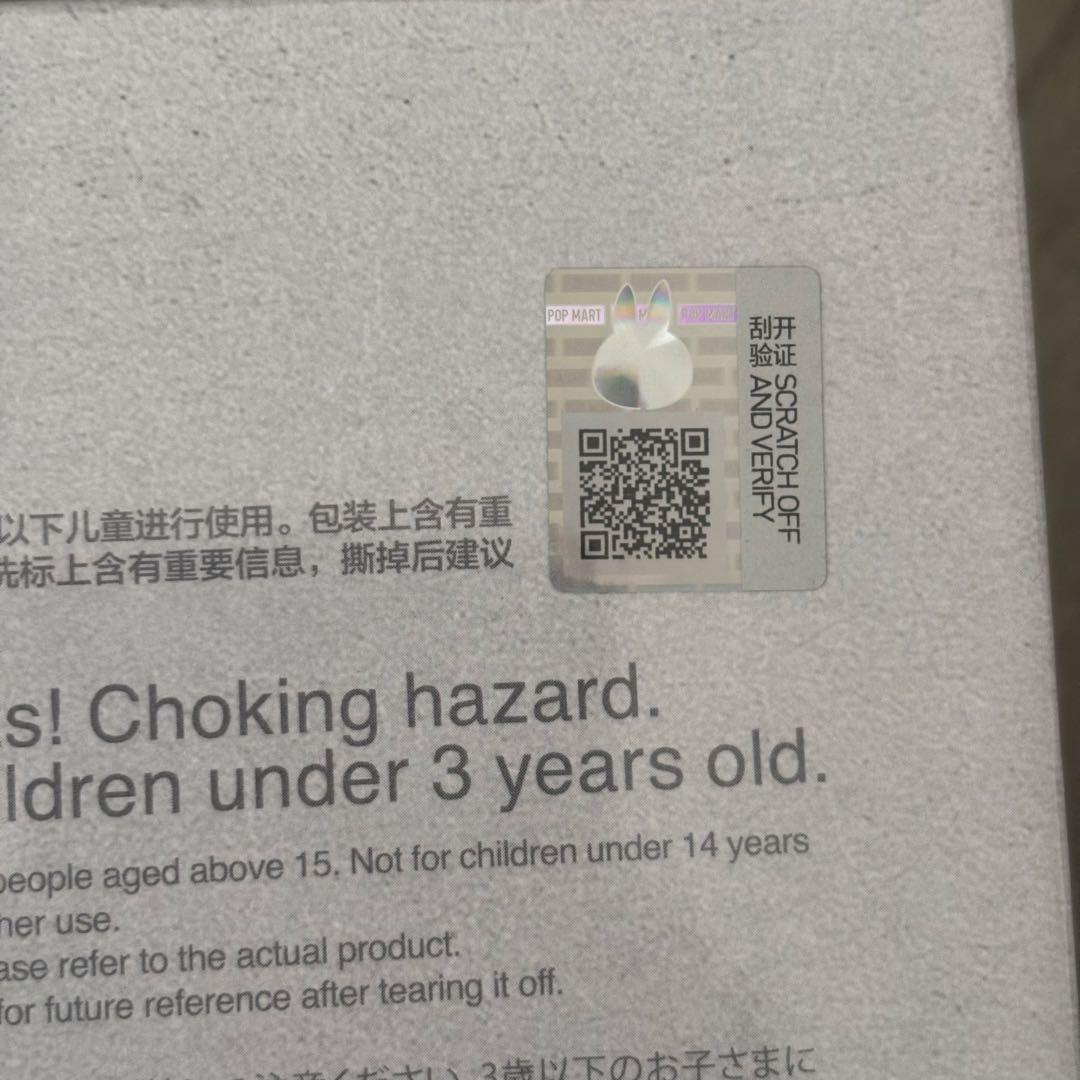 POP MART
POP MART
开证 SCRATCH OFF
刮验 AND VERIFY
以下儿童进行使用。包装上含有重
洗标上含有重要信息，撕掉后建议
s! Choking hazard.
ldren under 3 years old.
people aged above 15. Not for children under 14 years
her use.
ase refer to the actual product.
for future reference after tearing it off.
ください 3歳以下のお子さまに